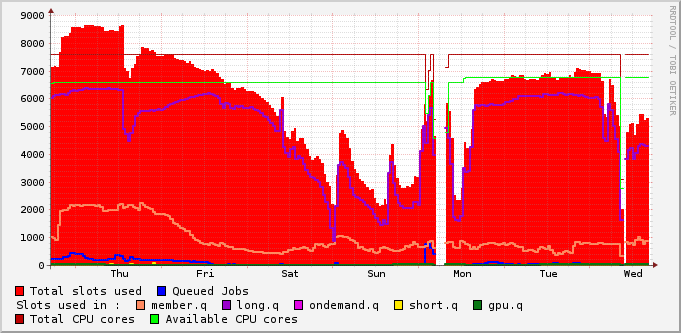 RRDTOOL / TOBI OETIKER
9000
8000
7000
6000
5000
4000
3000
2000
1000
0
Thu Fri Sat Sun Mon Tue Wed
Total slots used Queued Jobs
Slots used in : member.q long.q ondemand.q short.q gpu.q
Total CPU cores Available CPU cores